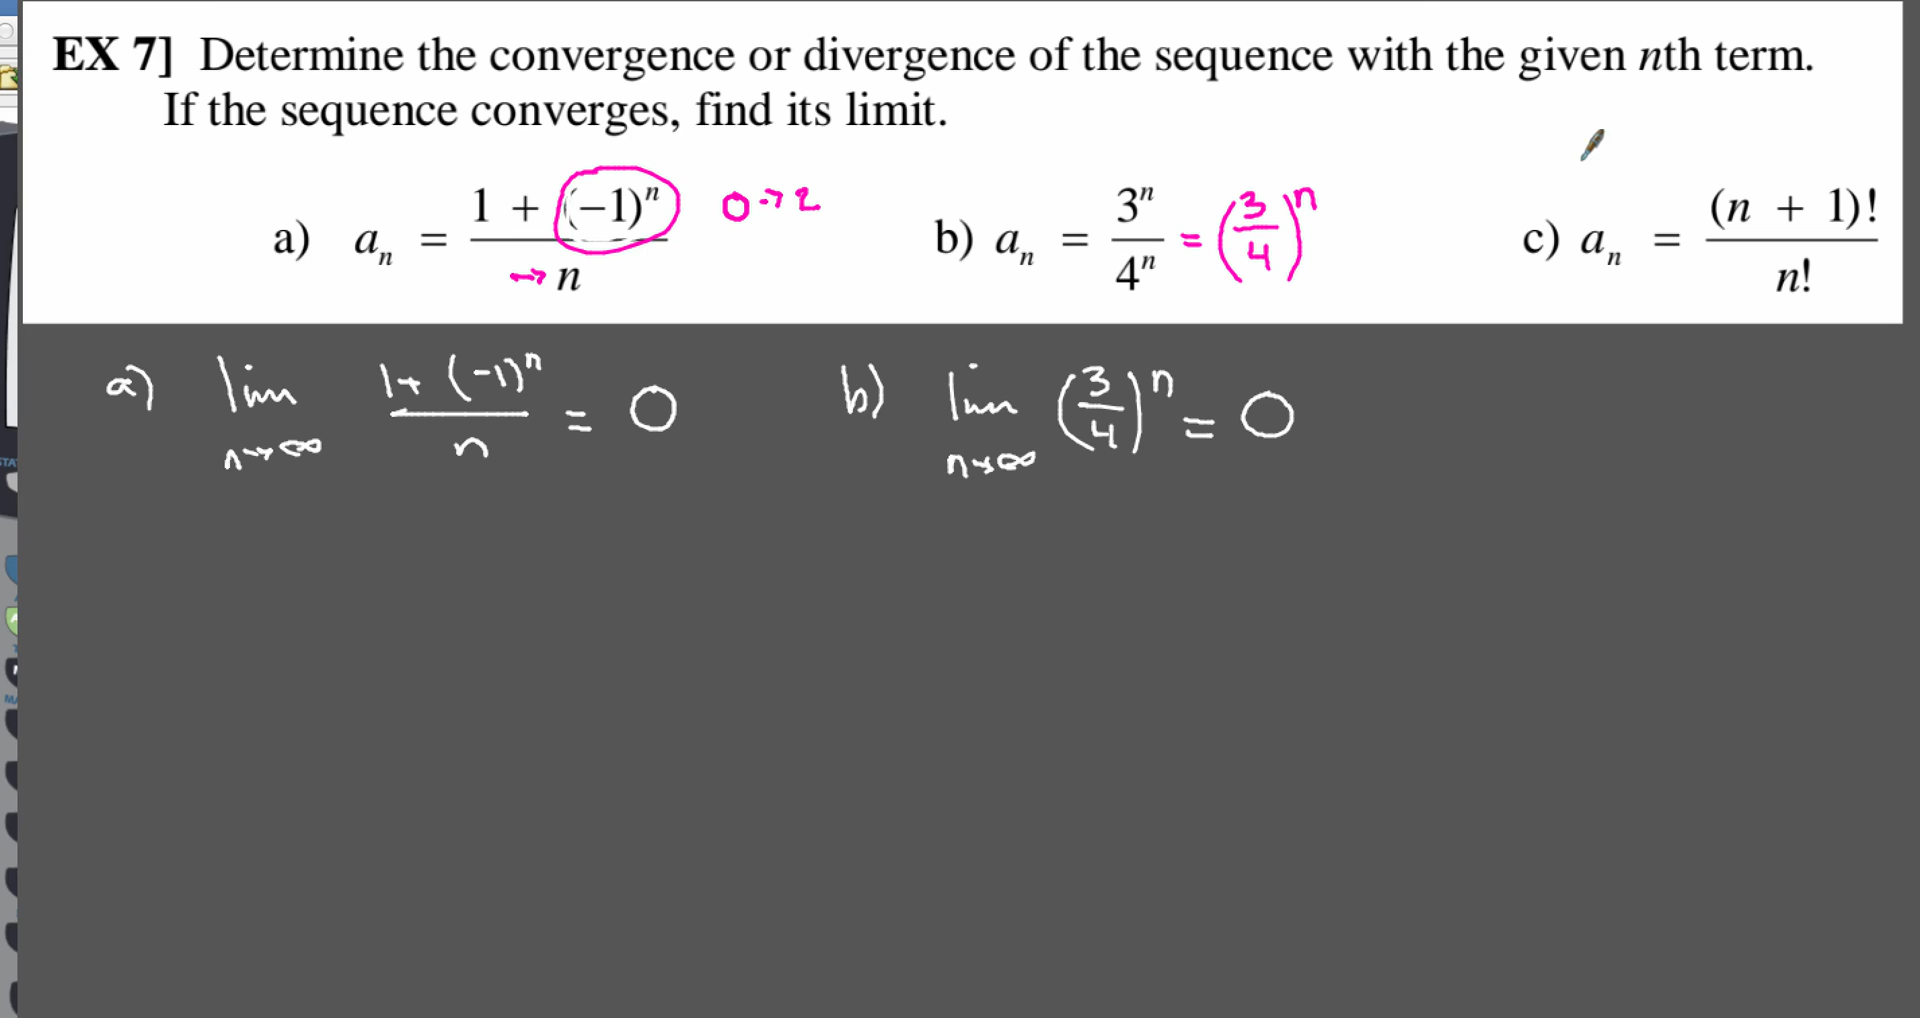 EX 7] Determine the convergence or divergence of the sequence with the given nth term.
If the sequence converges, find its limit.
a) aₙ = (1 + (−1)ⁿ)/n 0→2 → b) aₙ = 3ⁿ/4ⁿ = (3/4)ⁿ c) aₙ = (n + 1)!/n!
a) lim n→∞ (1+(-1)ⁿ)/n = 0 b) lim n→∞ (3/4)ⁿ = 0
STA
MA